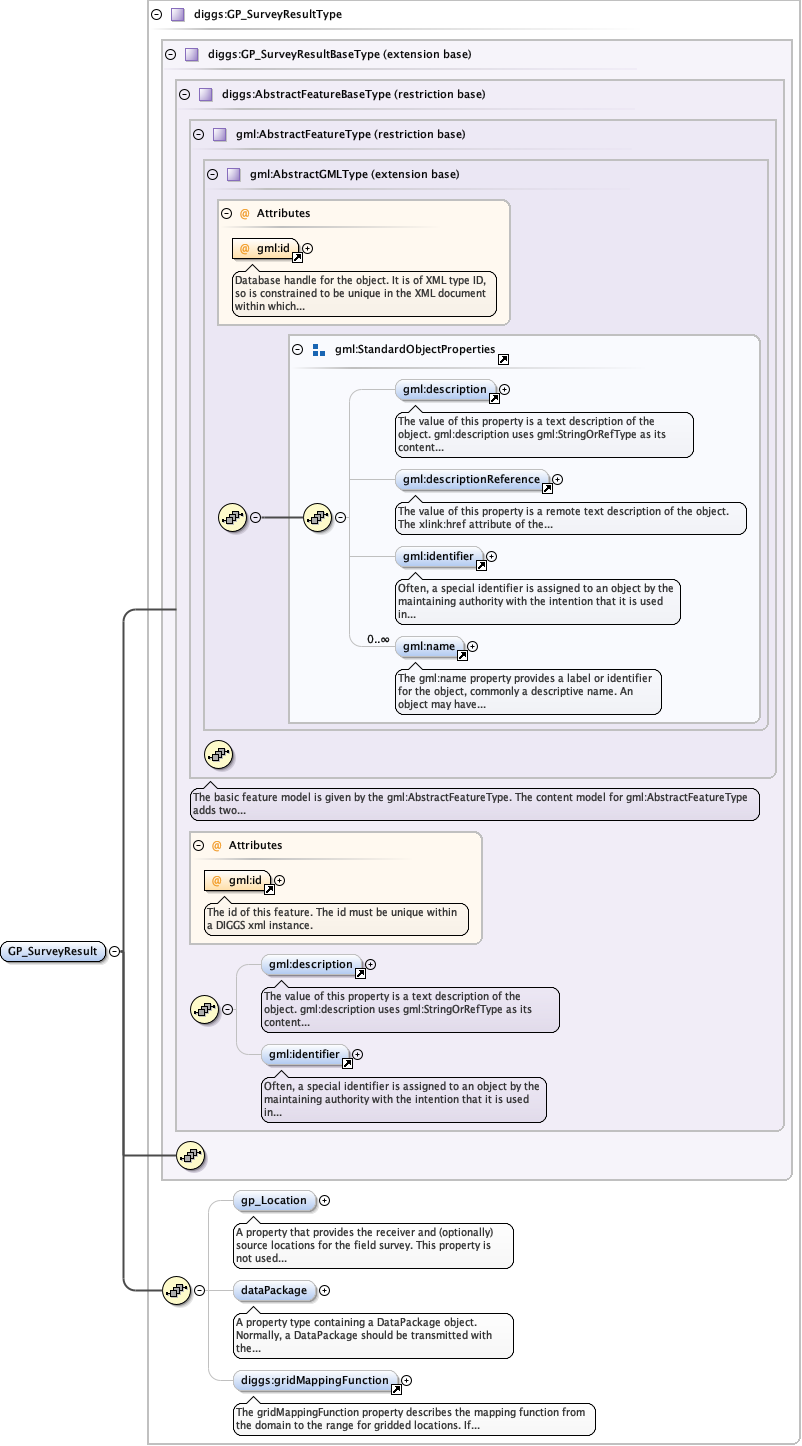 diggs:GP_SurveyResultType
diggs:GP_SurveyResultBaseType (extension base)
diggs:AbstractFeatureBaseType (restriction base)
gml:AbstractFeatureType (restriction base)
gml:AbstractGMLType (extension base)
@ Attributes
@ gml:id
Database handle for the object. It is of XML type ID,
so is constrained to be unique in the XML document
within which...
gml:StandardObjectProperties
gml:description
The value of this property is a text description of the
object. gml:description uses gml:StringOrRefType as its
content...
gml:descriptionReference
The value of this property is a remote text description of the object.
The xlink:href attribute of the...
gml:identifier
Often, a special identifier is assigned to an object by the
maintaining authority with the intention that it is used
in...
0..∞
gml:name
The gml:name property provides a label or identifier
for the object, commonly a descriptive name. An
object may have...
The basic feature model is given by the gml:AbstractFeatureType. The content model for gml:AbstractFeatureType
adds two...
@ Attributes
@ gml:id
The id of this feature. The id must be unique within
a DIGGS xml instance.
GP_SurveyResult
gml:description
The value of this property is a text description of the
object. gml:description uses gml:StringOrRefType as its
content...
gml:identifier
Often, a special identifier is assigned to an object by the
maintaining authority with the intention that it is used
in...
gp_Location
A property that provides the receiver and (optionally)
source locations for the field survey. This property is
not used...
dataPackage
A property type containing a DataPackage object.
Normally, a DataPackage should be transmitted with
the...
diggs:gridMappingFunction
The gridMappingFunction property describes the mapping function from
the domain to the range for gridded locations. If...